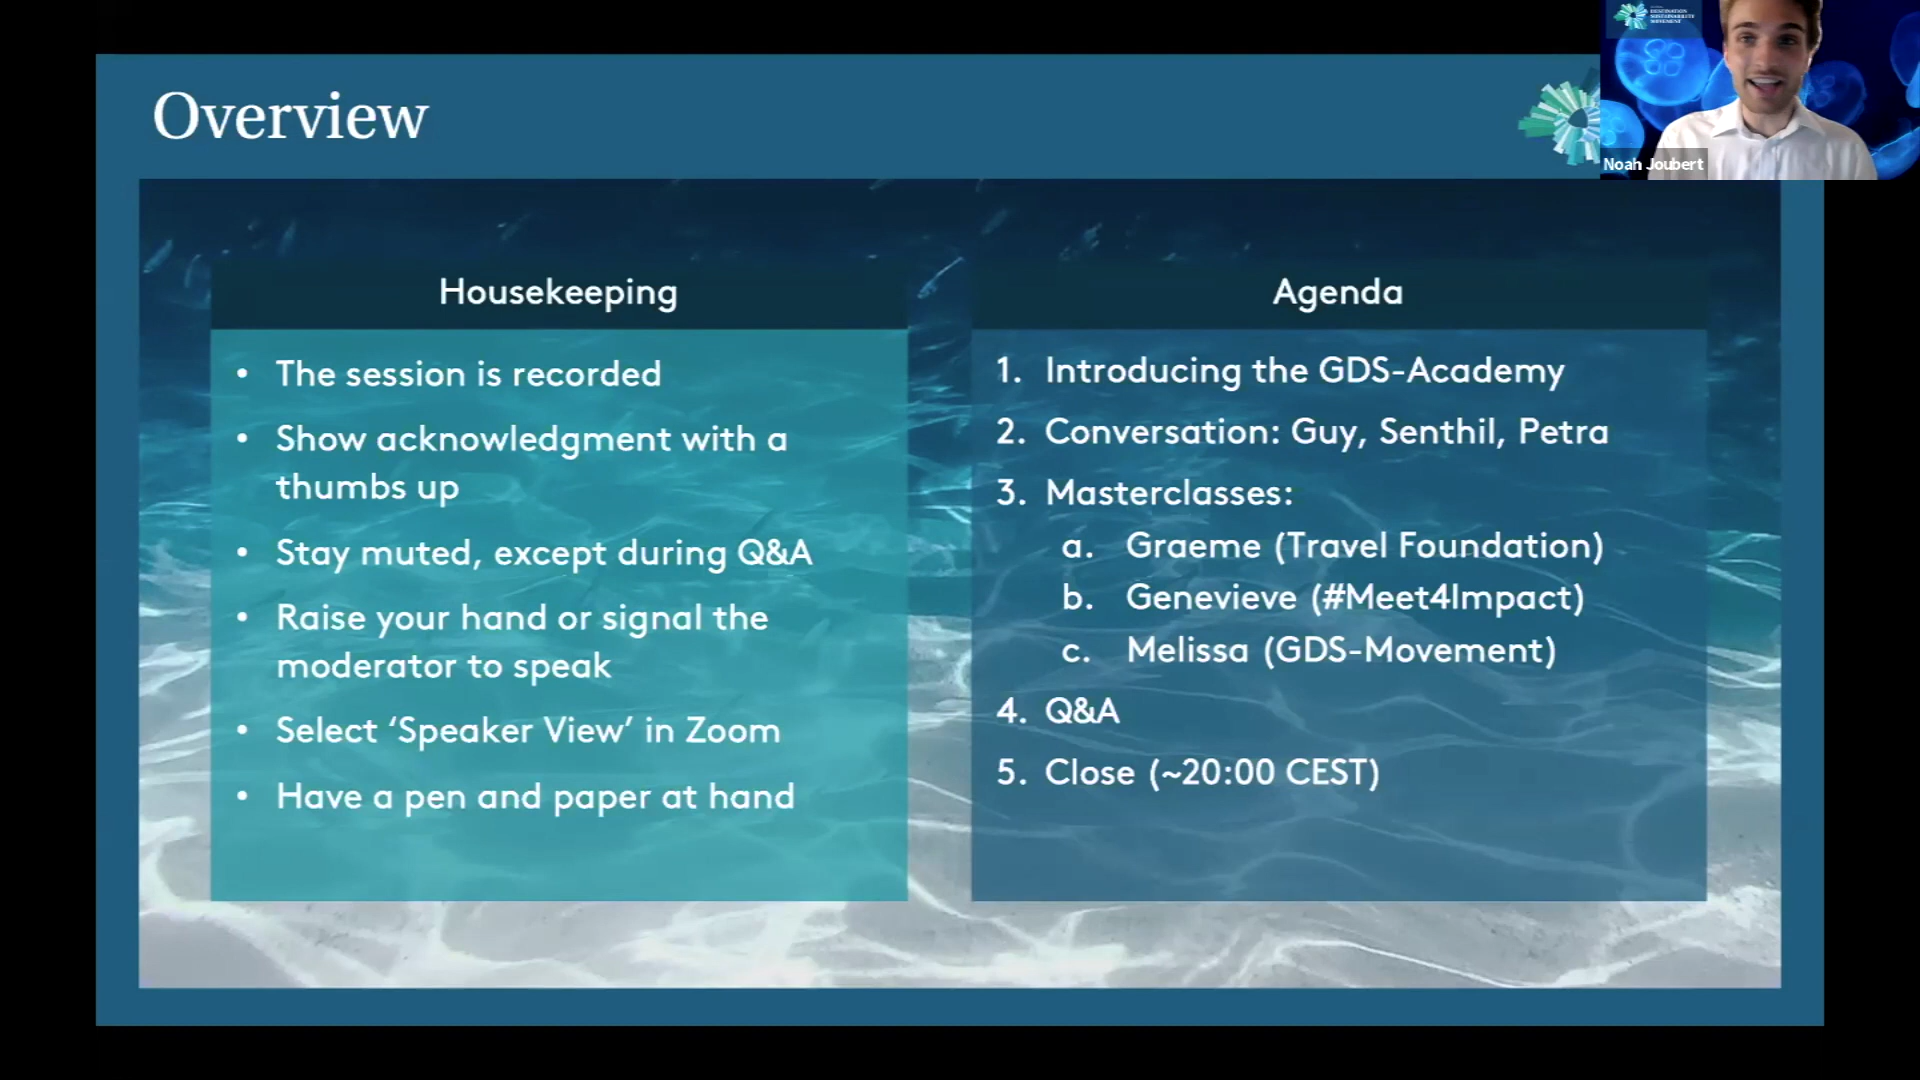 Overview
DESTINATION
SUSTAINABILITY
MOVEMENT
Noah Joubert
Housekeeping
• The session is recorded
• Show acknowledgment with a
thumbs up
• Stay muted, except during Q&A
• Raise your hand or signal the
moderator to speak
• Select ‘Speaker View’ in Zoom
• Have a pen and paper at hand
Agenda
1. Introducing the GDS-Academy
2. Conversation: Guy, Senthil, Petra
3. Masterclasses:
a. Graeme (Travel Foundation)
b. Genevieve (#Meet4Impact)
c. Melissa (GDS-Movement)
4. Q&A
5. Close (~20:00 CEST)